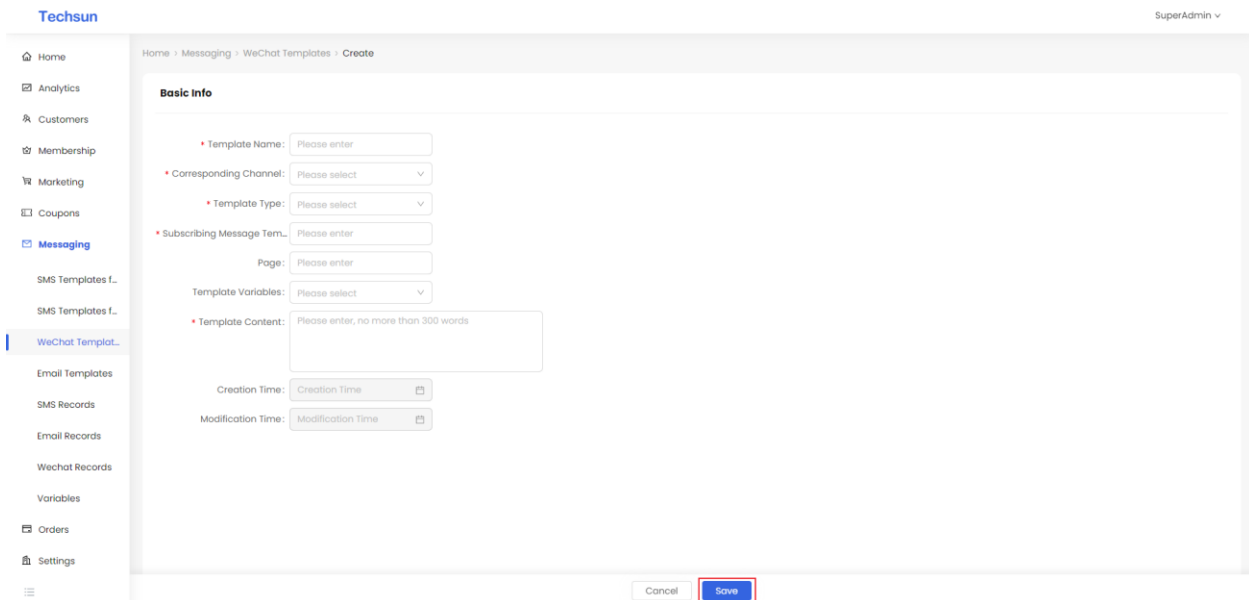 Techsun
SuperAdmin
Home
Analytics
Customers
Membership
Marketing
Coupons
Messaging
SMS Templates f...
SMS Templates f...
WeChat Templat...
Email Templates
SMS Records
Email Records
Wechat Records
Variables
Orders
Settings
Home > Messaging > WeChat Templates > Create
Basic Info
* Template Name: Please enter
* Corresponding Channel: Please select
* Template Type: Please select
* Subscribing Message Tem... Please enter
Page: Please enter
Template Variables: Please select
* Template Content: Please enter, no more than 300 words
Creation Time: Creation Time
Modification Time: Modification Time
Cancel Save